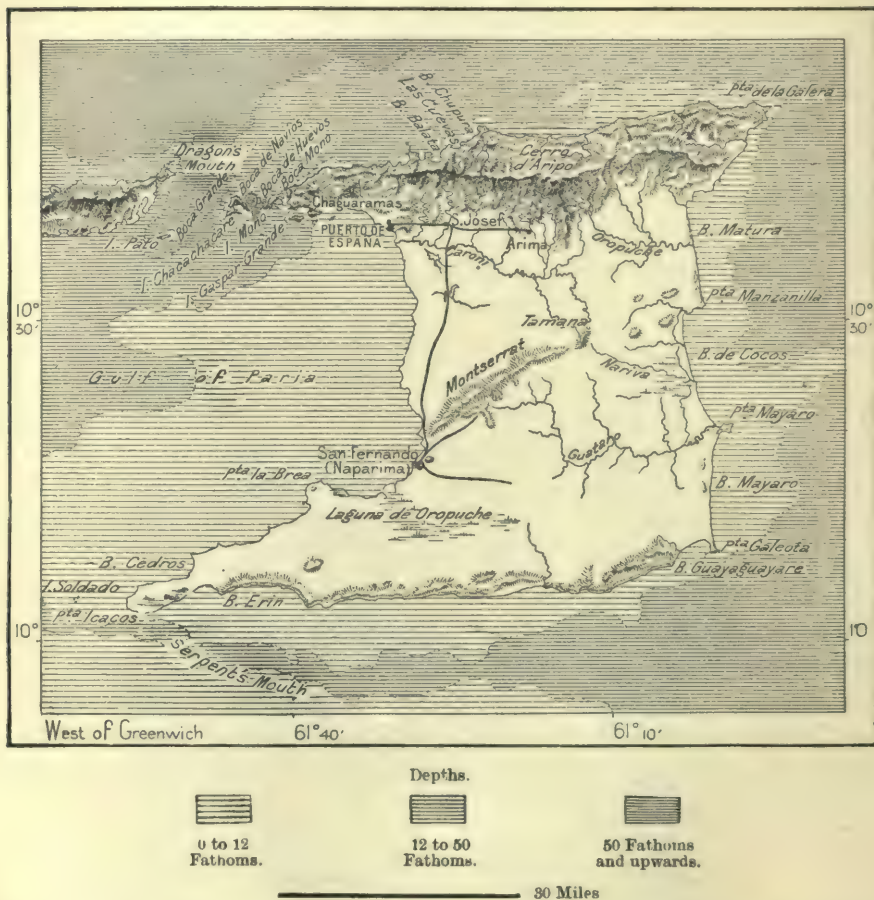 B. Chupura
Las Cuevas
B. Balata
Pta de la Galera
Dragon's
Mouth
Boca de Navios
Boca de Huevos
Boca Mono
Boca Grande
Cerro
d'Aripo
Chaguaramas
I. Pato
I. Chacachacare
I. Mono
I. Gaspar Grande
PUERTO DE
ESPAÑA
S. Josef
Arima
Caroni
Oropuche
B. Matura
10°
30'
Pta Manzanilla
Tamana
Montserrat
B. de Cocos
Nariva
Gulf of Paria
Pta Mayaro
San Fernando
(Naparima)
Guatare
Pta la Brea
B. Mayaro
Laguna de Oropuche
Pta Galeota
B. Cedros
B. Guayaguayare
I. Soldado
B. Erin
Pta Icacos
10°
10
Serpent's Mouth
West of Greenwich
61° 40'
61° 10'
Depths.
0 to 12
Fathoms.
12 to 50
Fathoms.
50 Fathoms
and upwards.
30 Miles